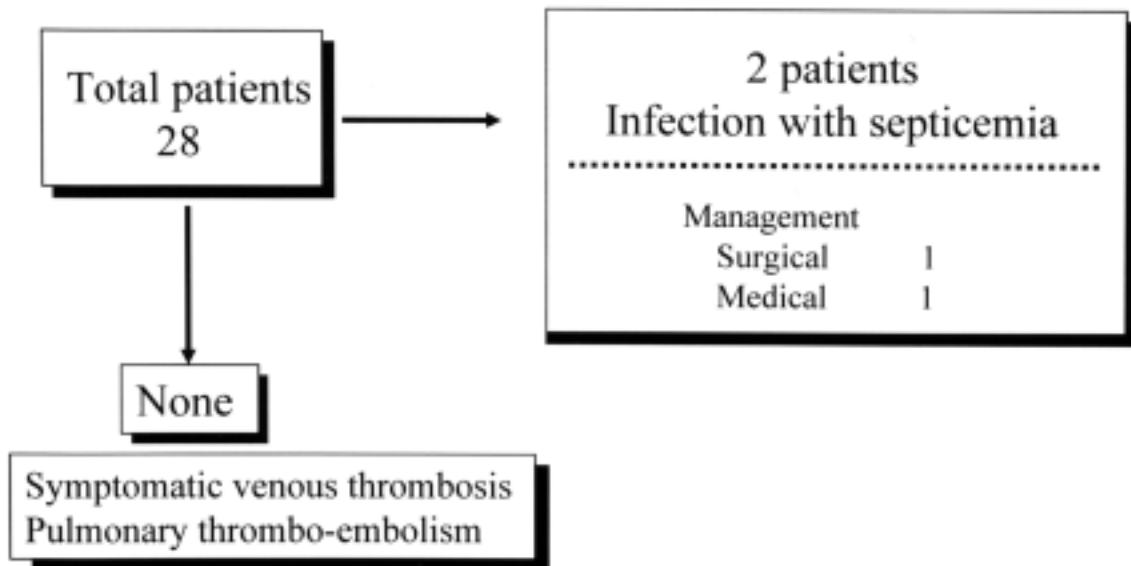 Total patients
28
2 patients
Infection with septicemia
Management
Surgical 1
Medical 1
None
Symptomatic venous thrombosis
Pulmonary thrombo-embolism